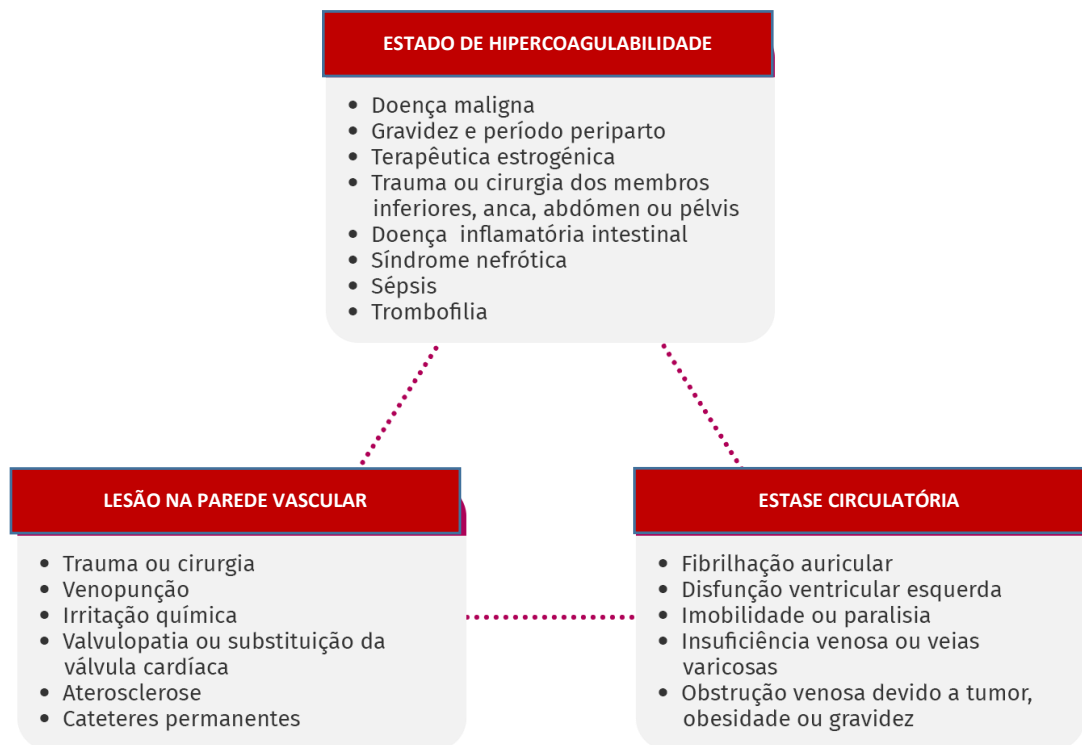 ESTADO DE HIPERCOAGULABILIDADE
• Doença maligna
• Gravidez e período periparto
• Terapêutica estrogénica
• Trauma ou cirurgia dos membros
inferiores, anca, abdómen ou pélvis
• Doença inflamatória intestinal
• Síndrome nefrótica
• Sépsis
• Trombofilia
LESÃO NA PAREDE VASCULAR
• Trauma ou cirurgia
• Venopunção
• Irritação química
• Valvulopatia ou substituição da
válvula cardíaca
• Aterosclerose
• Cateteres permanentes
ESTASE CIRCULATÓRIA
• Fibrilhação auricular
• Disfunção ventricular esquerda
• Imobilidade ou paralisia
• Insuficiência venosa ou veias
varicosas
• Obstrução venosa devido a tumor,
obesidade ou gravidez